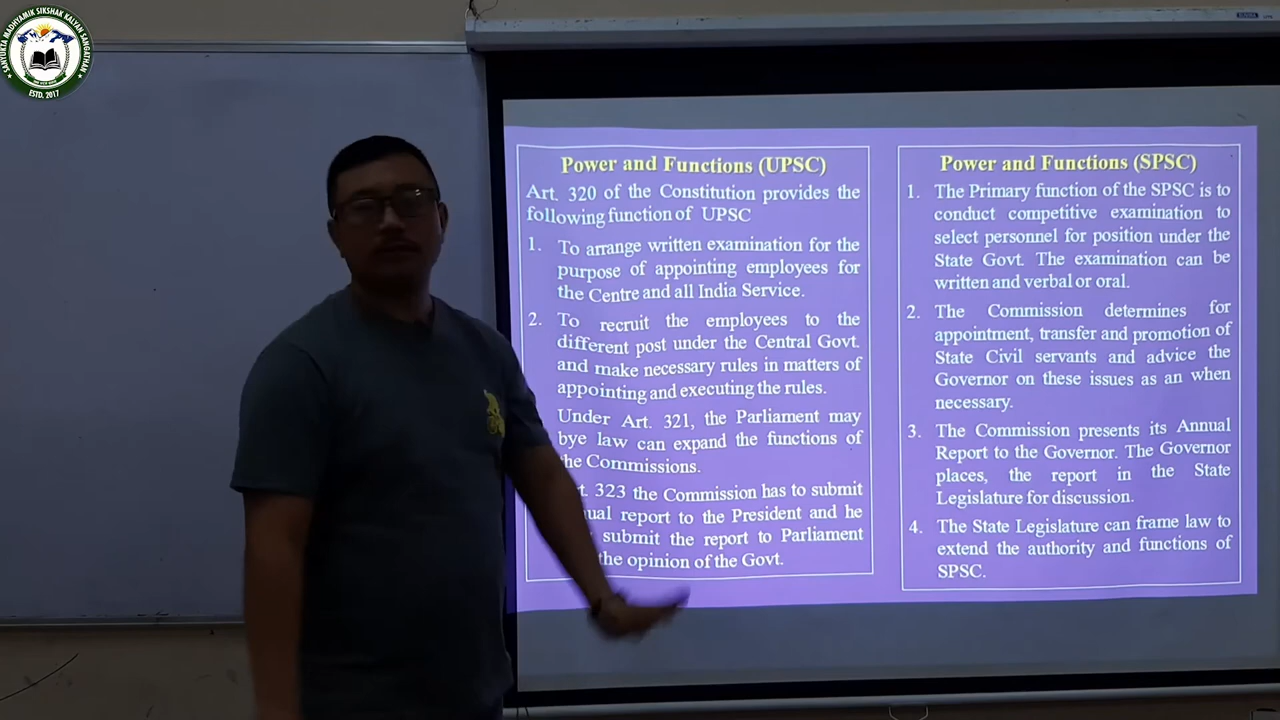 SANYUKTA MADHYAMIK SIKSHAK KALYAN SANGATHAN
ESTD. 2017
Power and Functions (UPSC)
Art. 320 of the Constitution provides the
following function of UPSC
1. To arrange written examination for the
purpose of appointing employees for
the Centre and all India Service.
2. To recruit the employees to the
different post under the Central Govt.
and make necessary rules in matters of
appointing and executing the rules.
Under Art. 321, the Parliament may
bye law can expand the functions of
the Commissions.
323 the Commission has to submit
report to the President and he
submit the report to Parliament
the opinion of the Govt.
Power and Functions (SPSC)
1. The Primary function of the SPSC is to
conduct competitive examination to
select personnel for position under the
State Govt. The examination can be
written and verbal or oral.
2. The Commission determines for
appointment, transfer and promotion of
State Civil servants and advice the
Governor on these issues as an when
necessary.
3. The Commission presents its Annual
Report to the Governor. The Governor
places, the report in the State
Legislature for discussion.
4. The State Legislature can frame law to
extend the authority and functions of
SPSC.